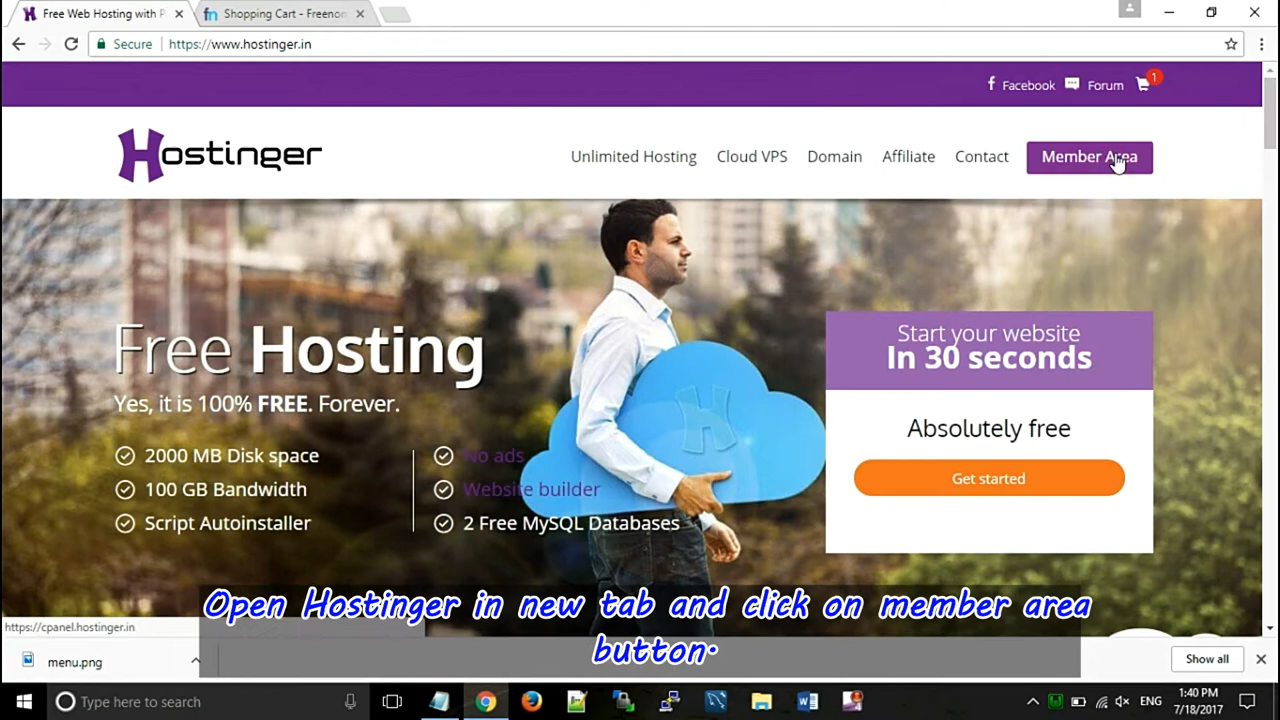 Free Web Hosting with P
Shopping Cart - Freenom
Secure
https://www.hostinger.in
Facebook
Forum
1
Hostinger
Unlimited Hosting
Cloud VPS
Domain
Affiliate
Contact
Member Area
Free Hosting
Yes, it is 100% FREE. Forever.
2000 MB Disk space
100 GB Bandwidth
Script Autoinstaller
No ads
Website builder
2 Free MySQL Databases
Start your website
In 30 seconds
Absolutely free
Get started
Open Hostinger in new tab and click on member area
button.
https://cpanel.hostinger.in
menu.png
Show all
Type here to search
ENG
1:40 PM
7/18/2017